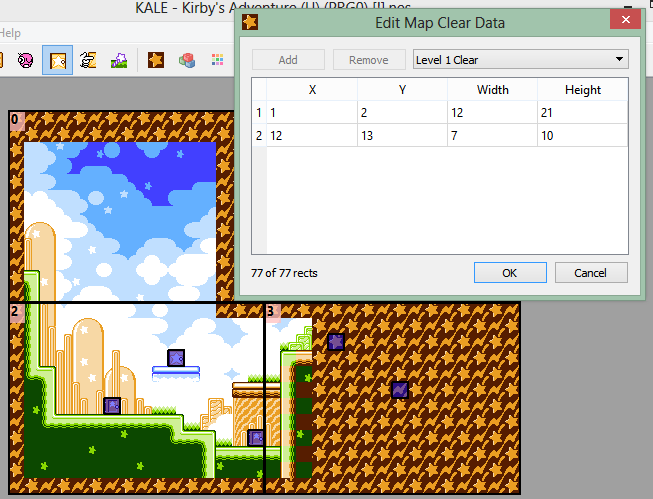 KALE - Kirby's Adventure (U) (PRG0) [!].nes
Help
Edit Map Clear Data
Add
Remove
Level 1 Clear
X Y Width Height
1 1 2 12 21
2 12 13 7 10
77 of 77 rects
OK
Cancel
0
2
3